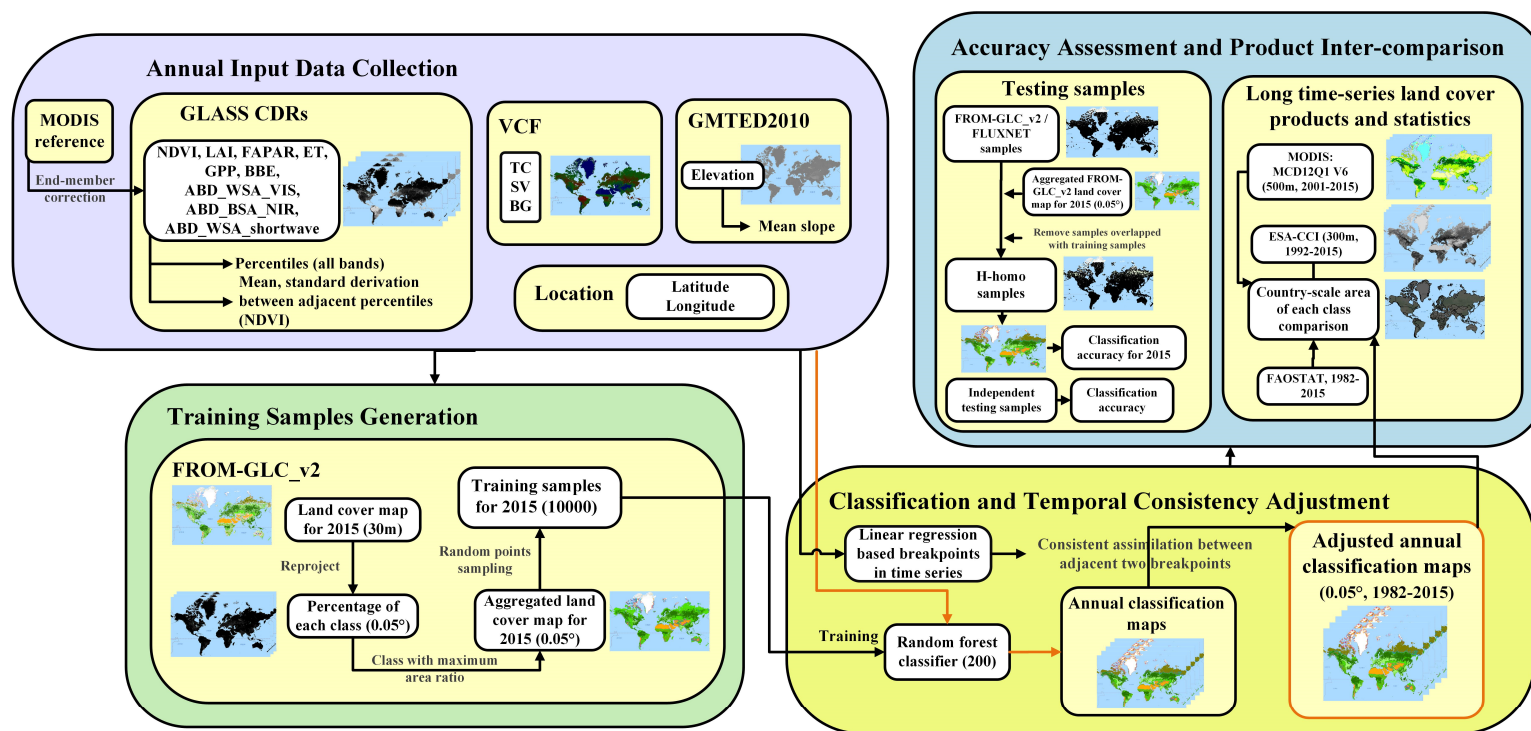 Annual Input Data Collection
MODIS
reference
End-member
correction
GLASS CDRs
NDVI, LAI, FAPAR, ET,
GPP, BBE,
ABD_WSA_VIS,
ABD_BSA_NIR,
ABD_WSA_shortwave
Percentiles (all bands)
Mean, standard derivation
between adjacent percentiles
(NDVI)
VCF
TC
SV
BG
GMTED2010
Elevation
Mean slope
Location
Latitude
Longitude
Training Samples Generation
FROM-GLC_v2
Land cover map
for 2015 (30m)
Reproject
Percentage of
each class (0.05°)
Class with maximum
area ratio
Aggregated land
cover map for
2015 (0.05°)
Random points
sampling
Training samples
for 2015 (10000)
Accuracy Assessment and Product Inter-comparison
Testing samples
FROM-GLC_v2 /
FLUXNET
samples
Aggregated FROM-
GLC_v2 land cover
map for 2015 (0.05°)
Remove samples overlapped
with training samples
H-homo
samples
Classification
accuracy for 2015
Independent
testing samples
Classification
accuracy
Long time-series land cover
products and statistics
MODIS:
MCD12Q1 V6
(500m, 2001-2015)
ESA-CCI (300m,
1992-2015)
Country-scale area
of each class
comparison
FAOSTAT, 1982-
2015
Classification and Temporal Consistency Adjustment
Linear regression
based breakpoints
in time series
Consistent assimilation between
adjacent two breakpoints
Training
Random forest
classifier (200)
Annual classification
maps
Adjusted annual
classification maps
(0.05°, 1982-2015)